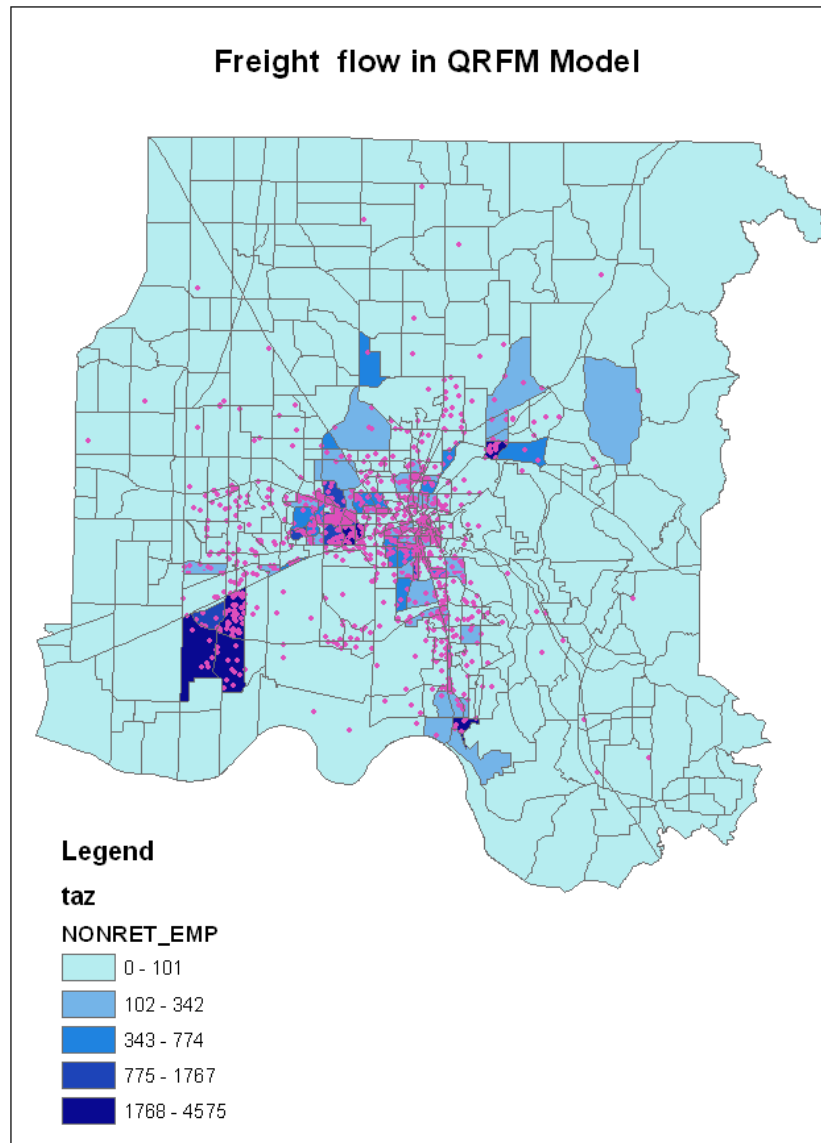 Freight flow in QRFM Model
Legend
taz
NONRET_EMP
0 - 101
102 - 342
343 - 774
775 - 1767
1768 - 4575